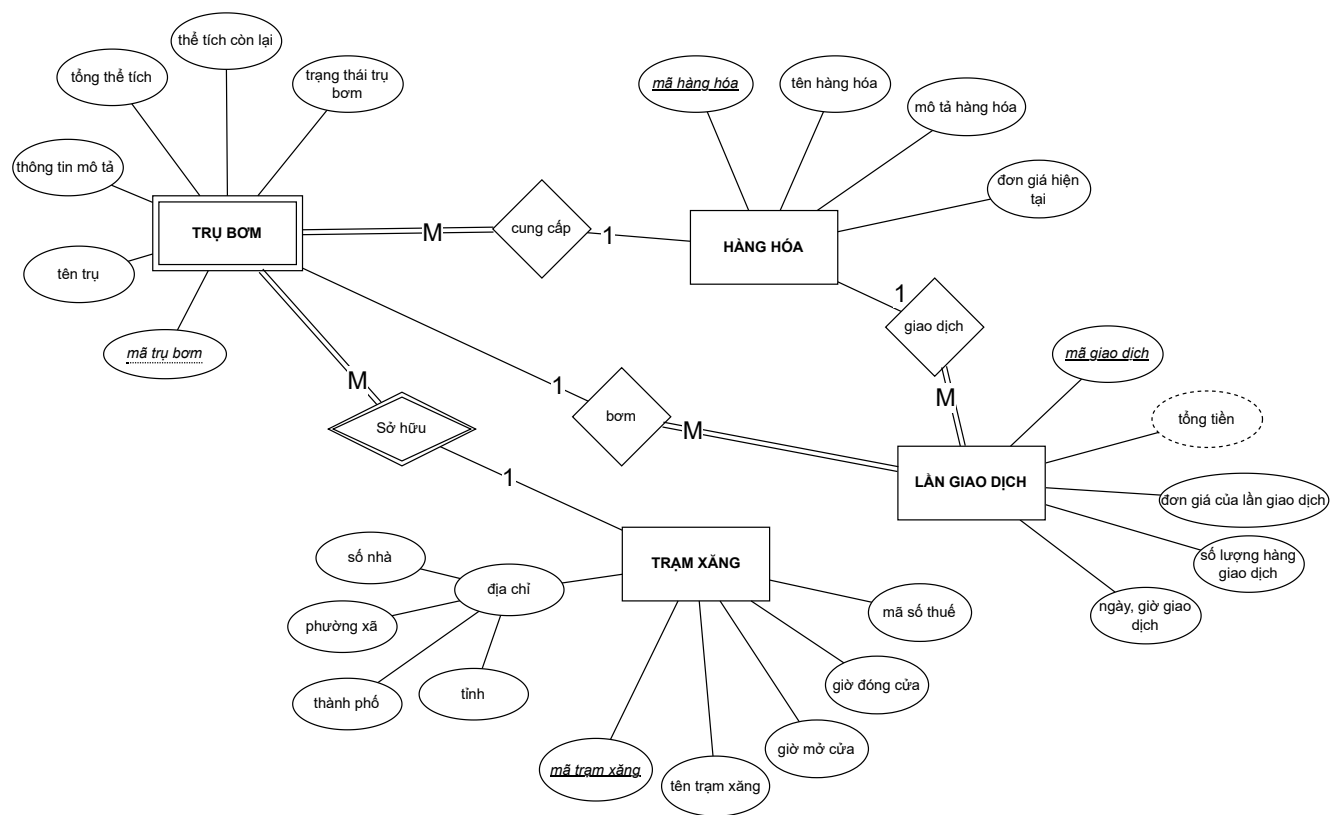 thể tích còn lại
tổng thể tích
trạng thái trụ
bơm
mã hàng hóa
tên hàng hóa
mô tả hàng hóa
thông tin mô tả
đơn giá hiện
tại
TRỤ BƠM
M
cung cấp
1
HÀNG HÓA
tên trụ
1
giao dịch
mã trụ bơm
mã giao dịch
M
1
M
bơm
tổng tiền
Sở hữu
M
1
LẦN GIAO DỊCH
đơn giá của lần giao dịch
số nhà
TRẠM XĂNG
số lượng hàng
giao dịch
địa chỉ
phường xã
mã số thuế
ngày, giờ giao
dịch
thành phố
tỉnh
giờ đóng cửa
giờ mở cửa
mã trạm xăng
tên trạm xăng